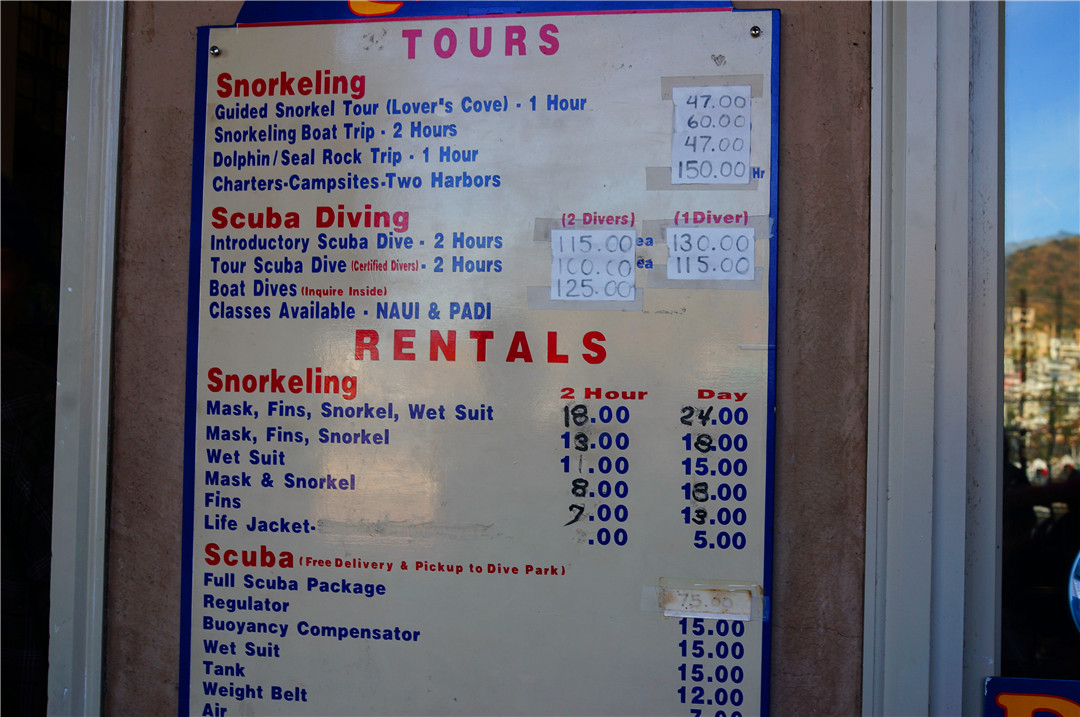 TOURS
Snorkeling
Guided Snorkel Tour (Lover's Cove) - 1 Hour 47.00
Snorkeling Boat Trip - 2 Hours 60.00
Dolphin/Seal Rock Trip - 1 Hour 47.00
Charters-Campsites-Two Harbors 150.00 Hr
Scuba Diving (2 Divers) (1 Diver)
Introductory Scuba Dive - 2 Hours 115.00 ea 130.00
Tour Scuba Dive (Certified Divers) - 2 Hours 100.00 ea 115.00
Boat Dives (Inquire Inside) 125.00
Classes Available - NAUI & PADI
RENTALS
Snorkeling 2 Hour Day
Mask, Fins, Snorkel, Wet Suit 18.00 24.00
Mask, Fins, Snorkel 13.00 18.00
Wet Suit 11.00 15.00
Mask & Snorkel 8.00 18.00
Fins 7.00 13.00
Life Jacket- .00 5.00
Scuba (Free Delivery & Pickup to Dive Park)
Full Scuba Package 75.00
Regulator 15.00
Buoyancy Compensator 15.00
Wet Suit 15.00
Tank 12.00
Weight Belt 7.00
Air